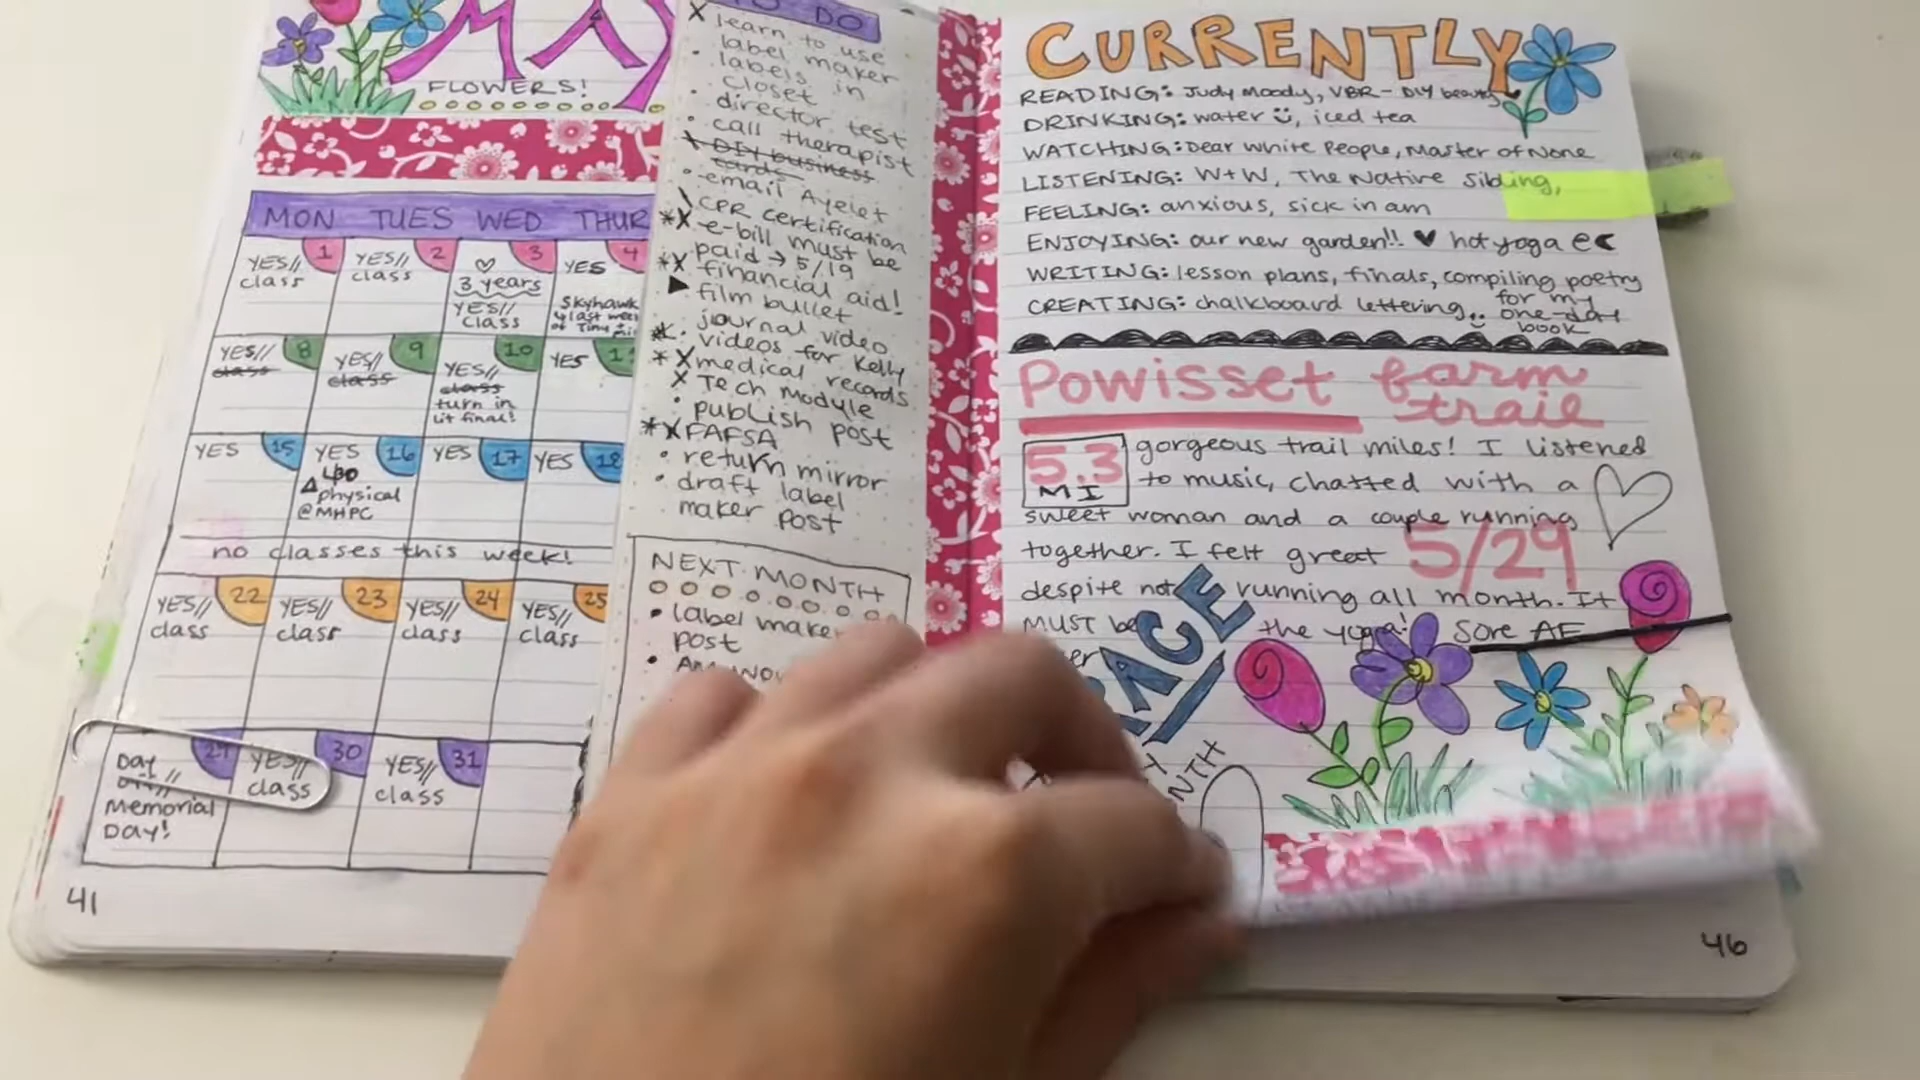 MAY
FLOWERS!
MON TUES WED THUR
1 YES// class
2 YES// class
3 3 years YES// class
4 YES Skyhawk last week of Tiny +
8 YES// class
9 YES// class
10 YES// class turn in lit final!
YES
15 YES
16 YES 4:30 physical @MHPC
17 YES
18 YES
no classes this week!
22 YES// class
23 YES// class
24 YES// class
25 YES// class
29 Day off// Memorial Day!
30 YES// class
31 YES// class
41
TO DO
X learn to use
label maker
• labels in
closet
• director test
• call therapist
X DIY business
cards
• email Ayelet
\ CPR certification
*X e-bill must be
paid → 5/19
*X financial aid!
▶ film bullet
journal video
*< videos for Kelly
*X medical records
X Tech Module
• publish post
*X FAFSA
• return mirror
• draft label
maker post
NEXT MONTH
• label maker
post
CURRENTLY
READING: Judy Moody, VBR - DIY beauty
DRINKING: water, iced tea
WATCHING: Dear White People, Master of None
LISTENING: W+W, The Native Sibling,
FEELING: anxious, sick in am
ENJOYING: our new garden!! ♥ hot yoga @ C
WRITING: lesson plans, finals, compiling poetry
CREATING: chalkboard lettering.. for my
one-day
book
Powisset farm
trail
5.3 MI gorgeous trail miles! I listened
to music, chatted with a
sweet woman and a couple running
together. I felt great 5/29
despite not running all month. It
MUST be the yoga! Sore AF
46